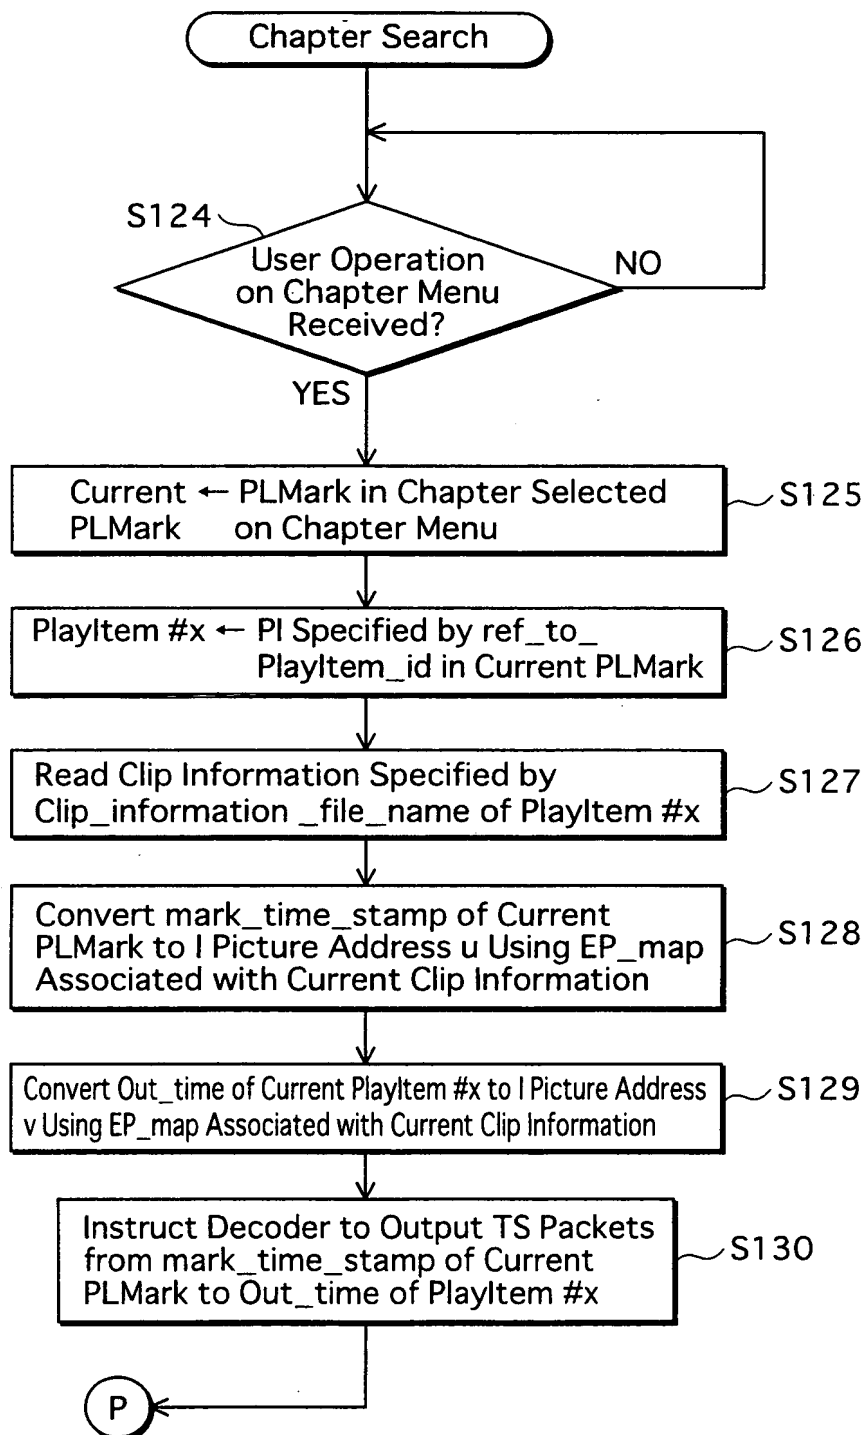 Chapter Search
S124
User Operation
on Chapter Menu
Received?
NO
YES
Current ← PLMark in Chapter Selected
PLMark on Chapter Menu
S125
PlayItem #x ← PI Specified by ref_to_
PlayItem_id in Current PLMark
S126
Read Clip Information Specified by
Clip_information _file_name of PlayItem #x
S127
Convert mark_time_stamp of Current
PLMark to I Picture Address u Using EP_map
Associated with Current Clip Information
S128
Convert Out_time of Current PlayItem #x to I Picture Address
v Using EP_map Associated with Current Clip Information
S129
Instruct Decoder to Output TS Packets
from mark_time_stamp of Current
PLMark to Out_time of PlayItem #x
S130
P